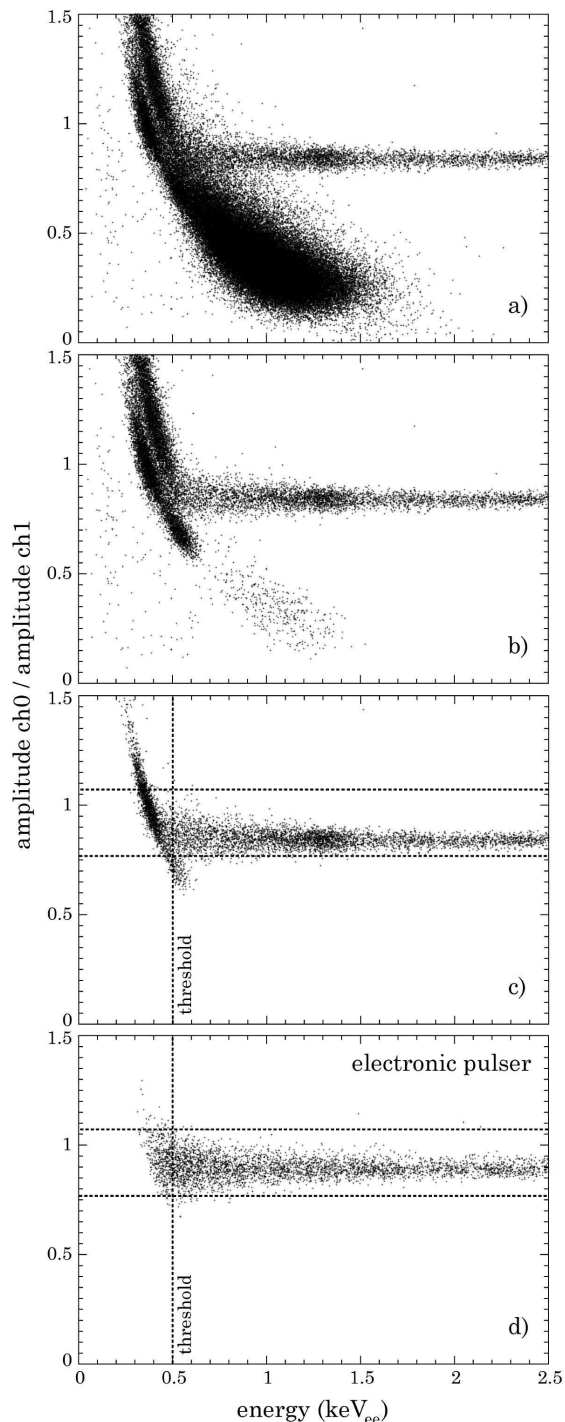 1.5
1
0.5
0
a)
1.5
1
0.5
0
b)
amplitude ch0 / amplitude ch1
1.5
1
0.5
0
threshold
c)
1.5
1
0.5
0
electronic pulser
threshold
d)
0 0.5 1 1.5 2 2.5
energy (keVee)